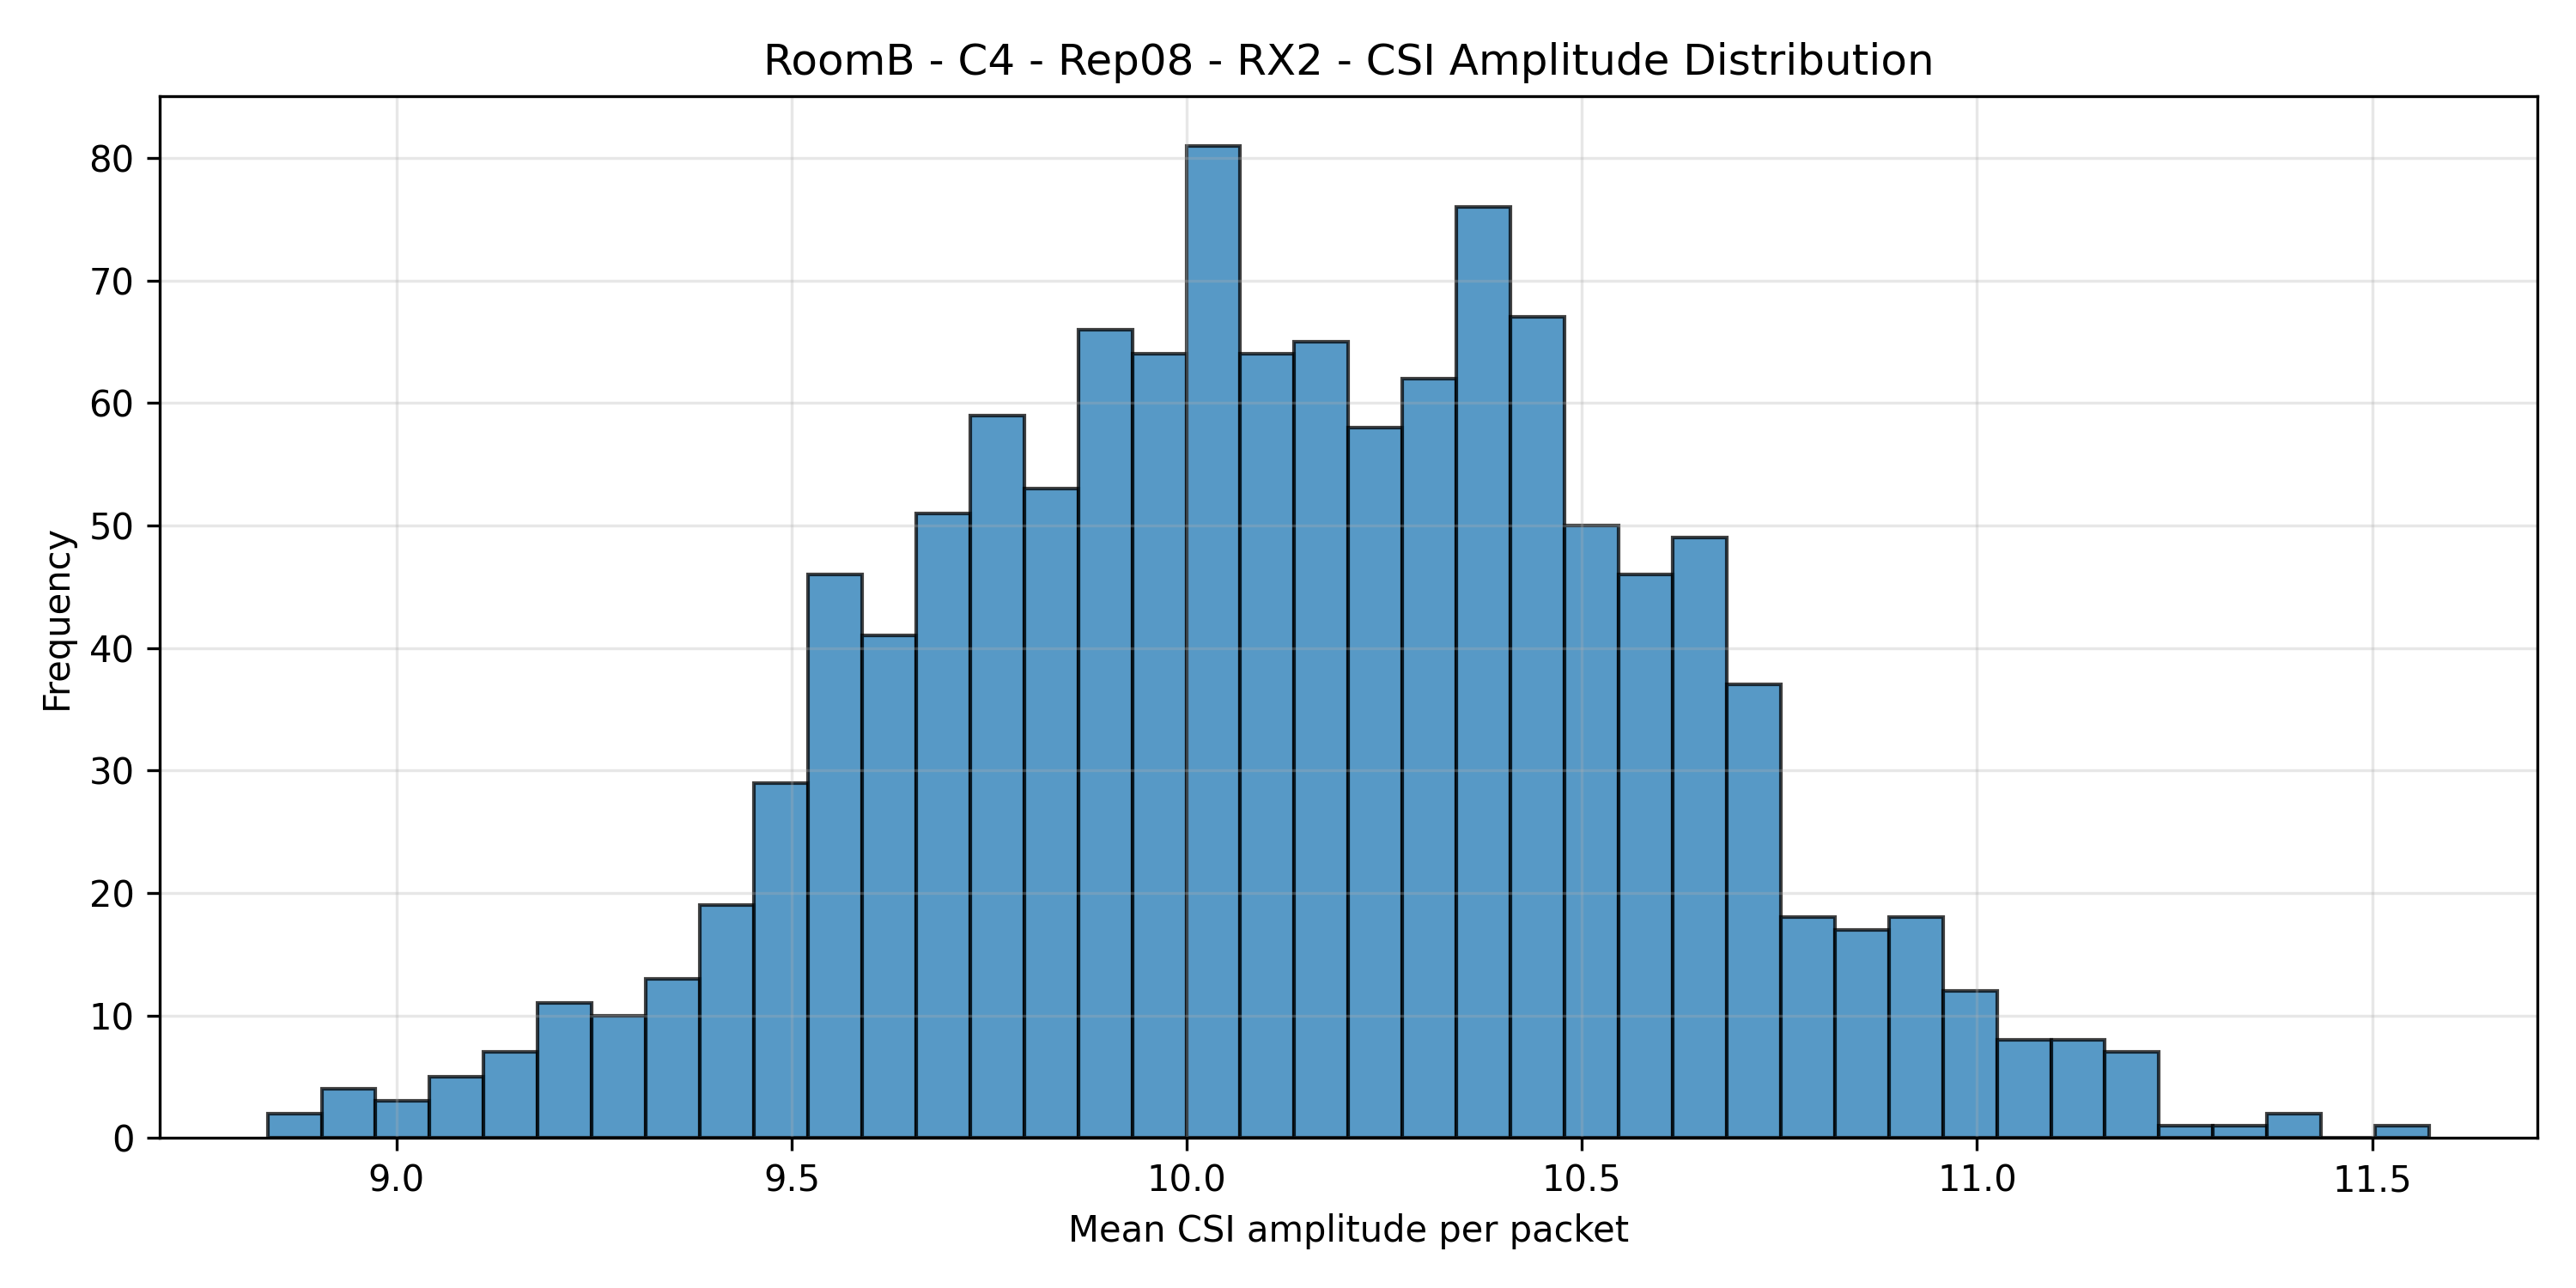 RoomB - C4 - Rep08 - RX2 - CSI Amplitude Distribution
Frequency
80
70
60
50
40
30
20
10
0
9.0 9.5 10.0 10.5 11.0 11.5
Mean CSI amplitude per packet